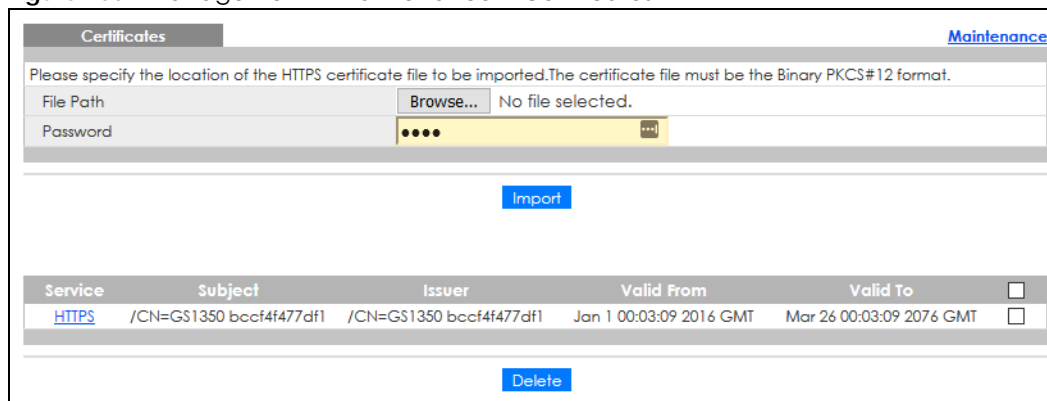 Certificates
Maintenance
Please specify the location of the HTTPS certificate file to be imported.The certificate file must be the Binary PKCS#12 format.
File Path Browse... No file selected.
Password ••••
Import
Service Subject Issuer Valid From Valid To
HTTPS /CN=GS1350 bccf4f477df1 /CN=GS1350 bccf4f477df1 Jan 1 00:03:09 2016 GMT Mar 26 00:03:09 2076 GMT
Delete